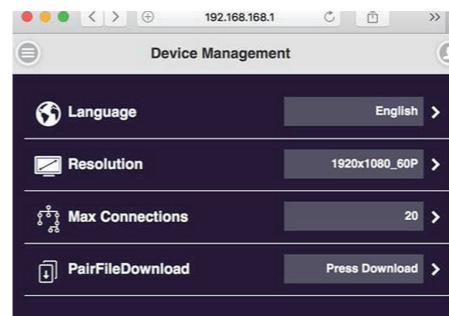 192.168.168.1
Device Management
Language English
Resolution 1920x1080_60P
Max Connections 20
PairFileDownload Press Download